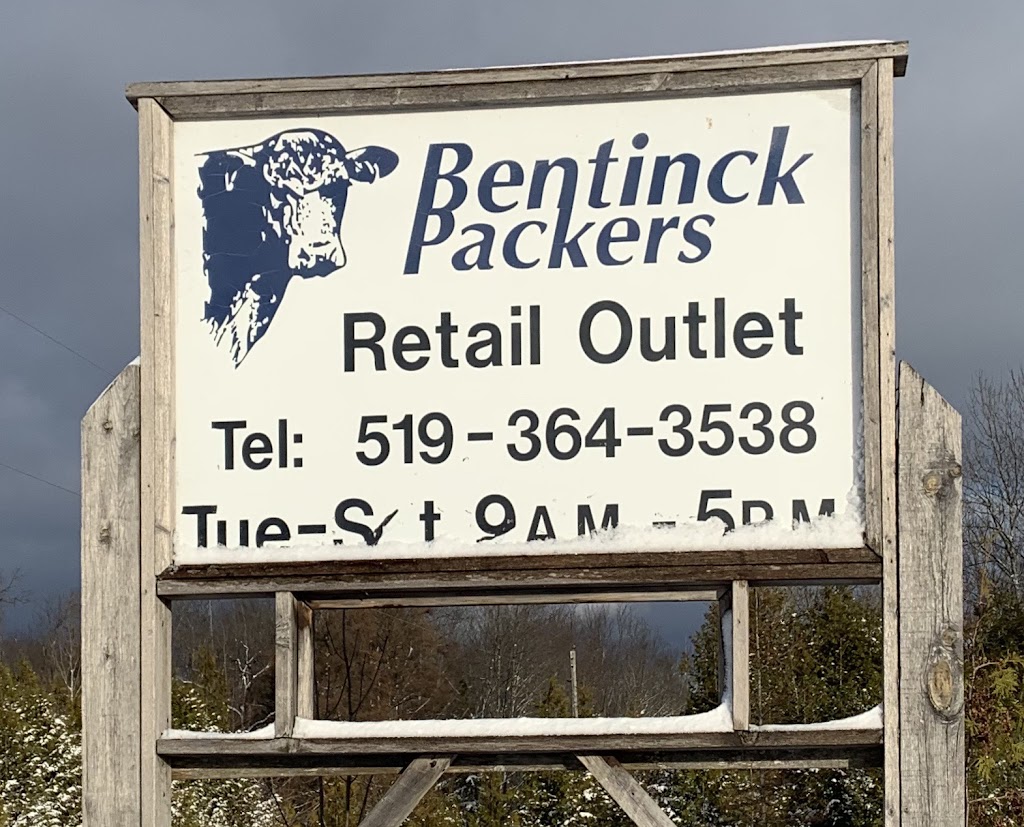 Bentinck
Packers
Retail Outlet
Tel: 519-364-3538
Tue-Sat 9AM - 5PM